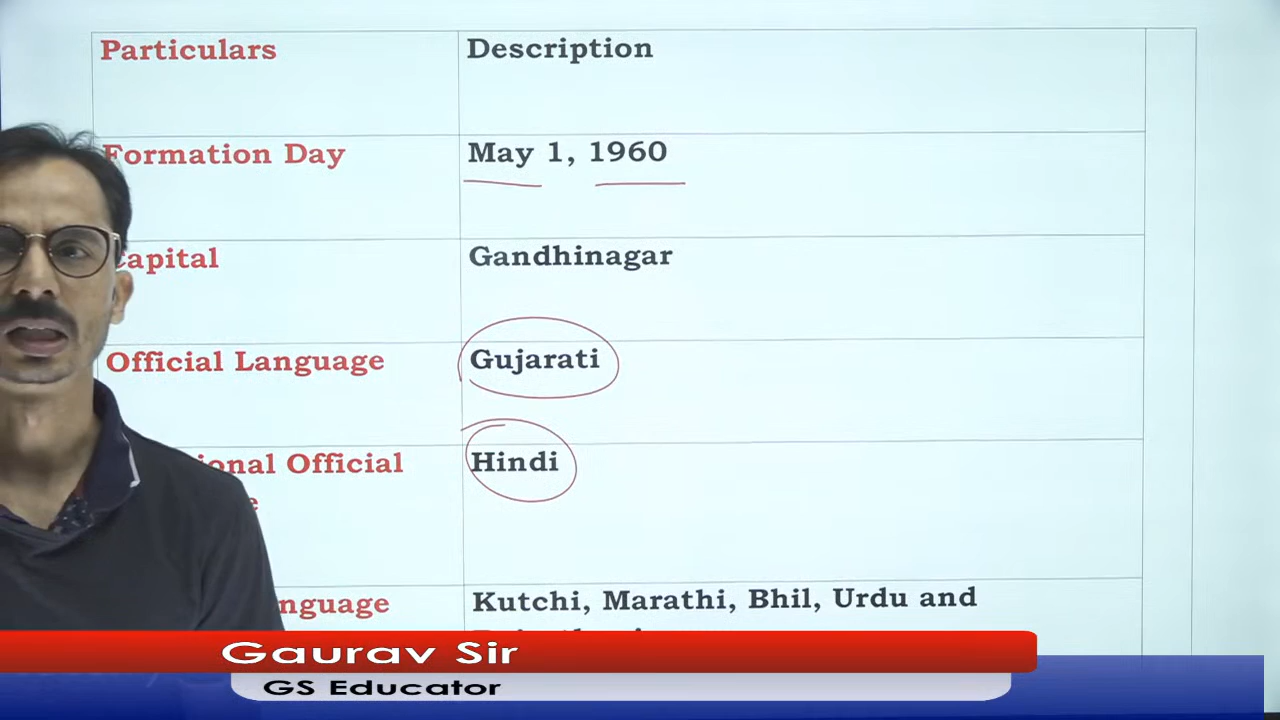 Particulars Description
Formation Day May 1, 1960
Capital Gandhinagar
Official Language Gujarati
Official Hindi
Kutchi, Marathi, Bhil, Urdu and
Gaurav Sir
GS Educator